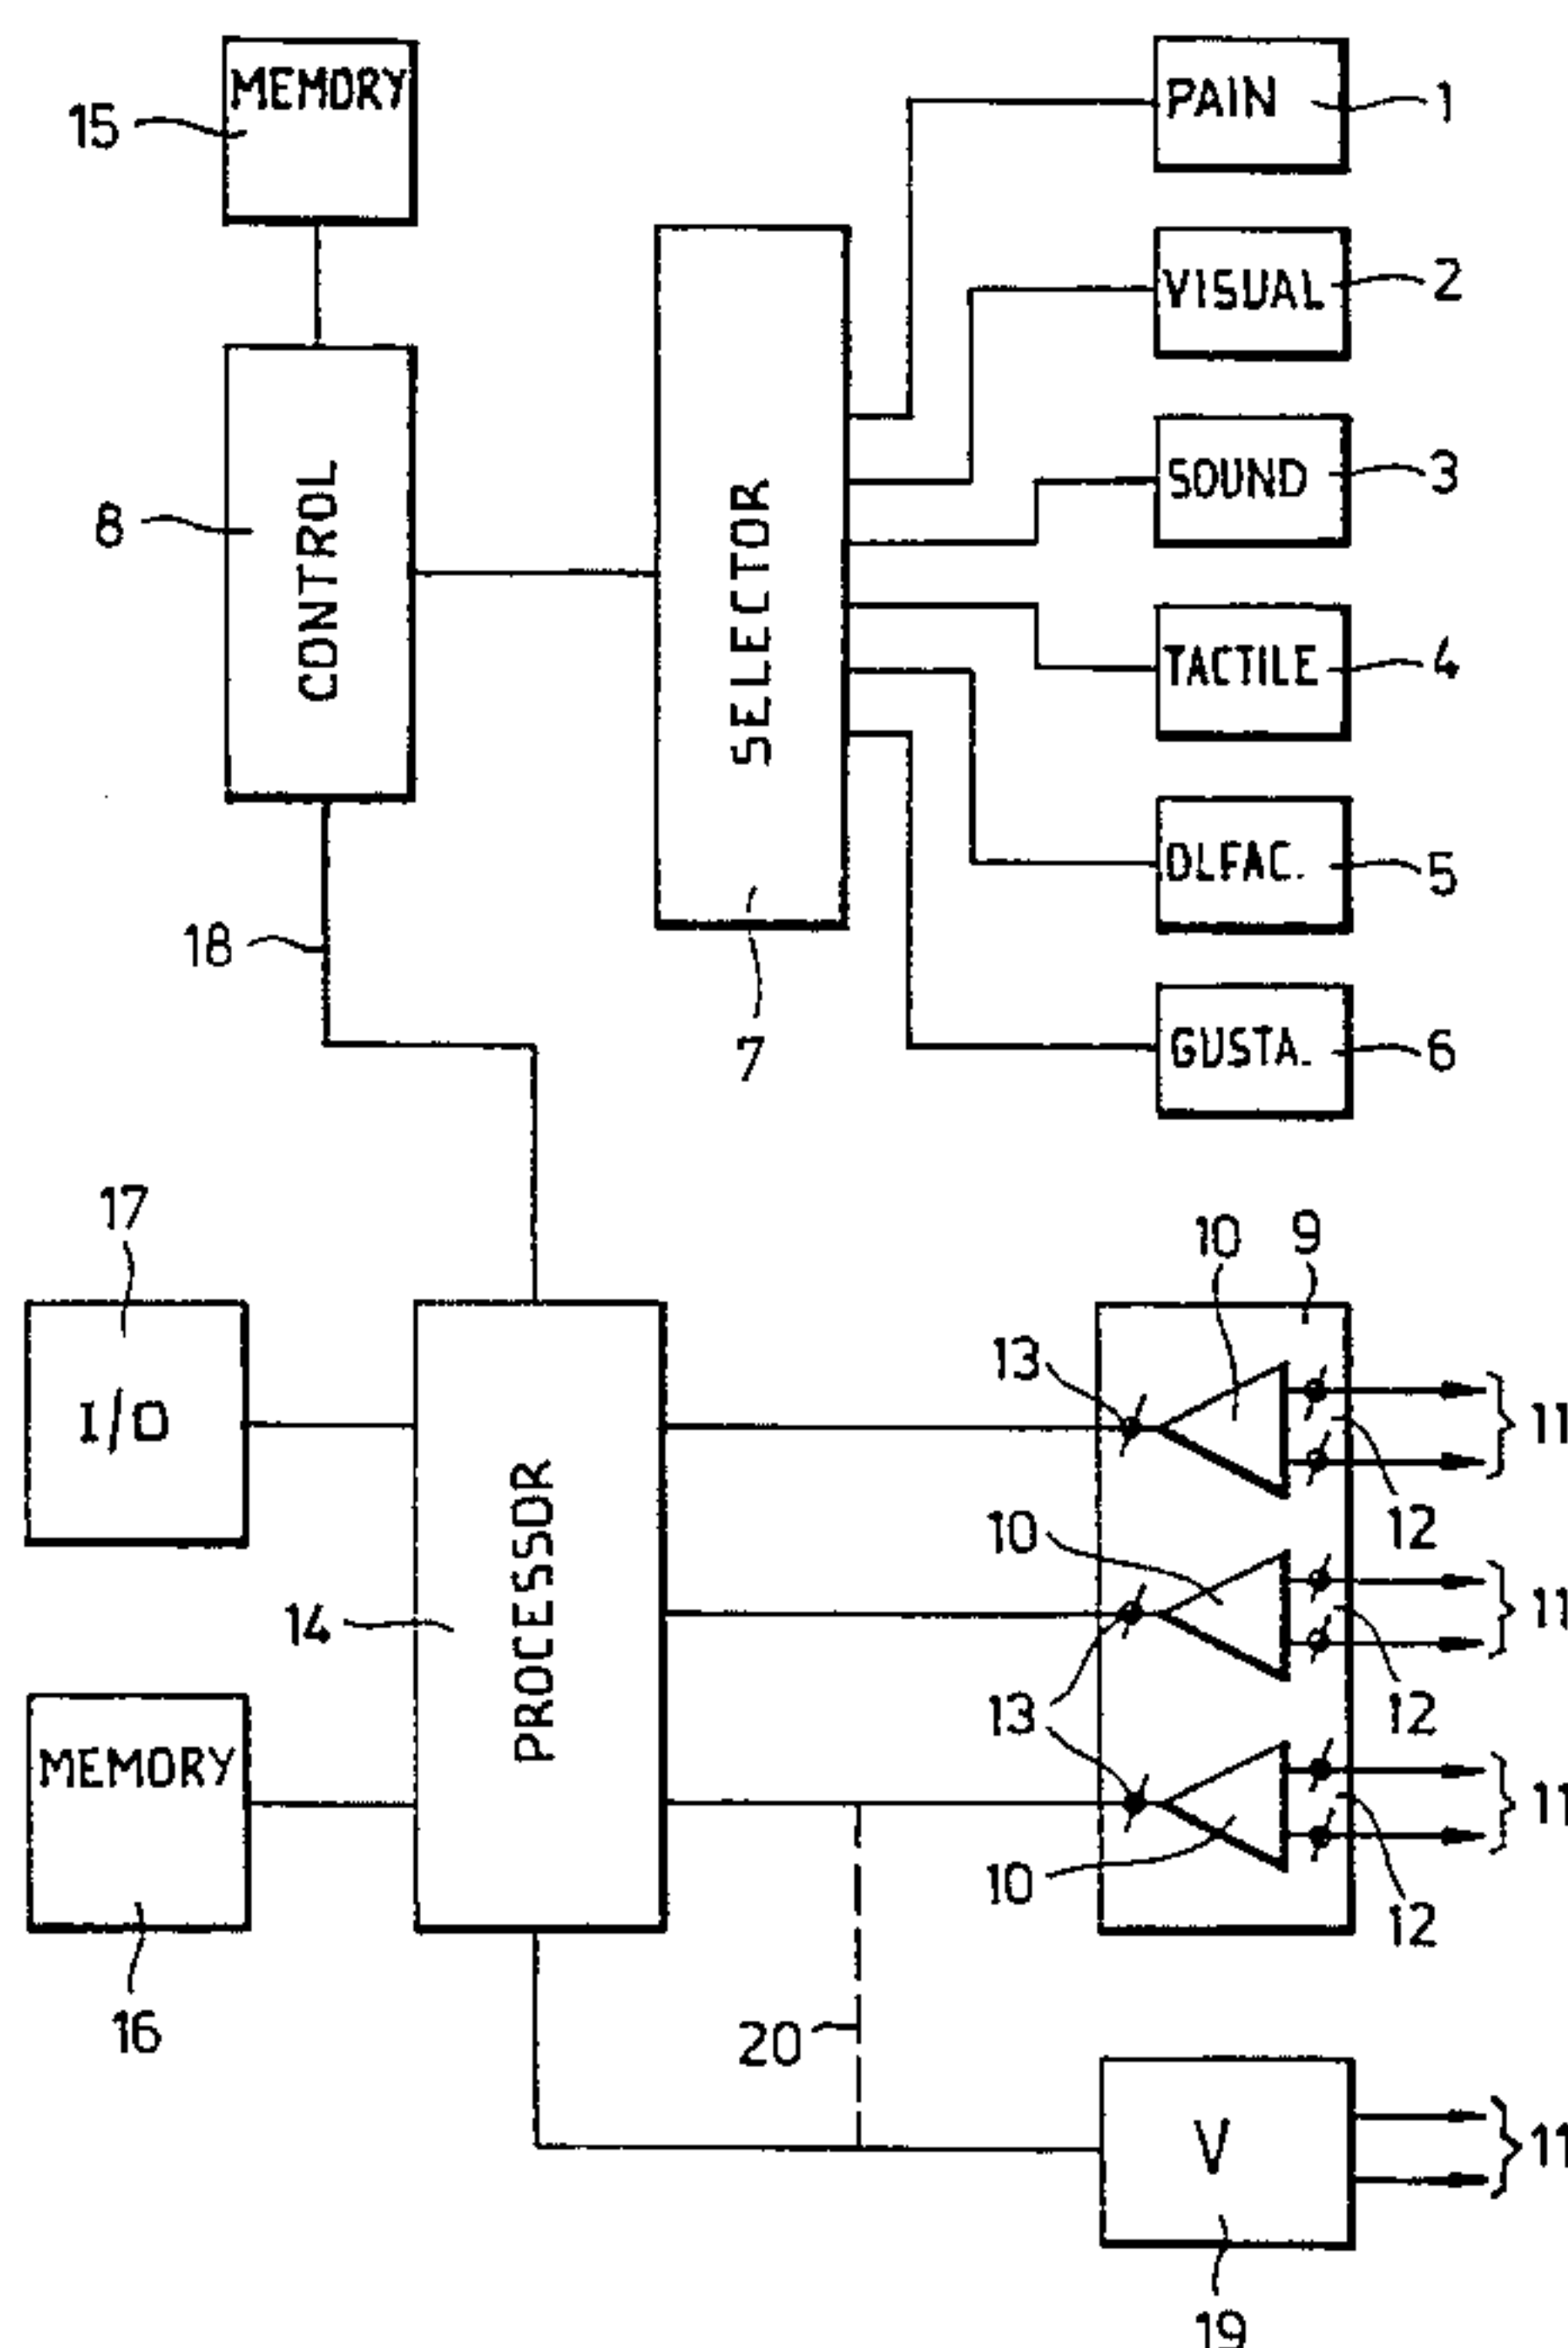 MEMORY
15
PAIN
1
VISUAL
2
SOUND
3
8
CONTROL
SELECTOR
TACTILE
4
OLFAC.
5
18
7
GUSTA.
6
17
10
9
I/O
13
11
12
10
14
PROCESSOR
11
13
12
MEMORY
11
10
12
16
20
V
11
19